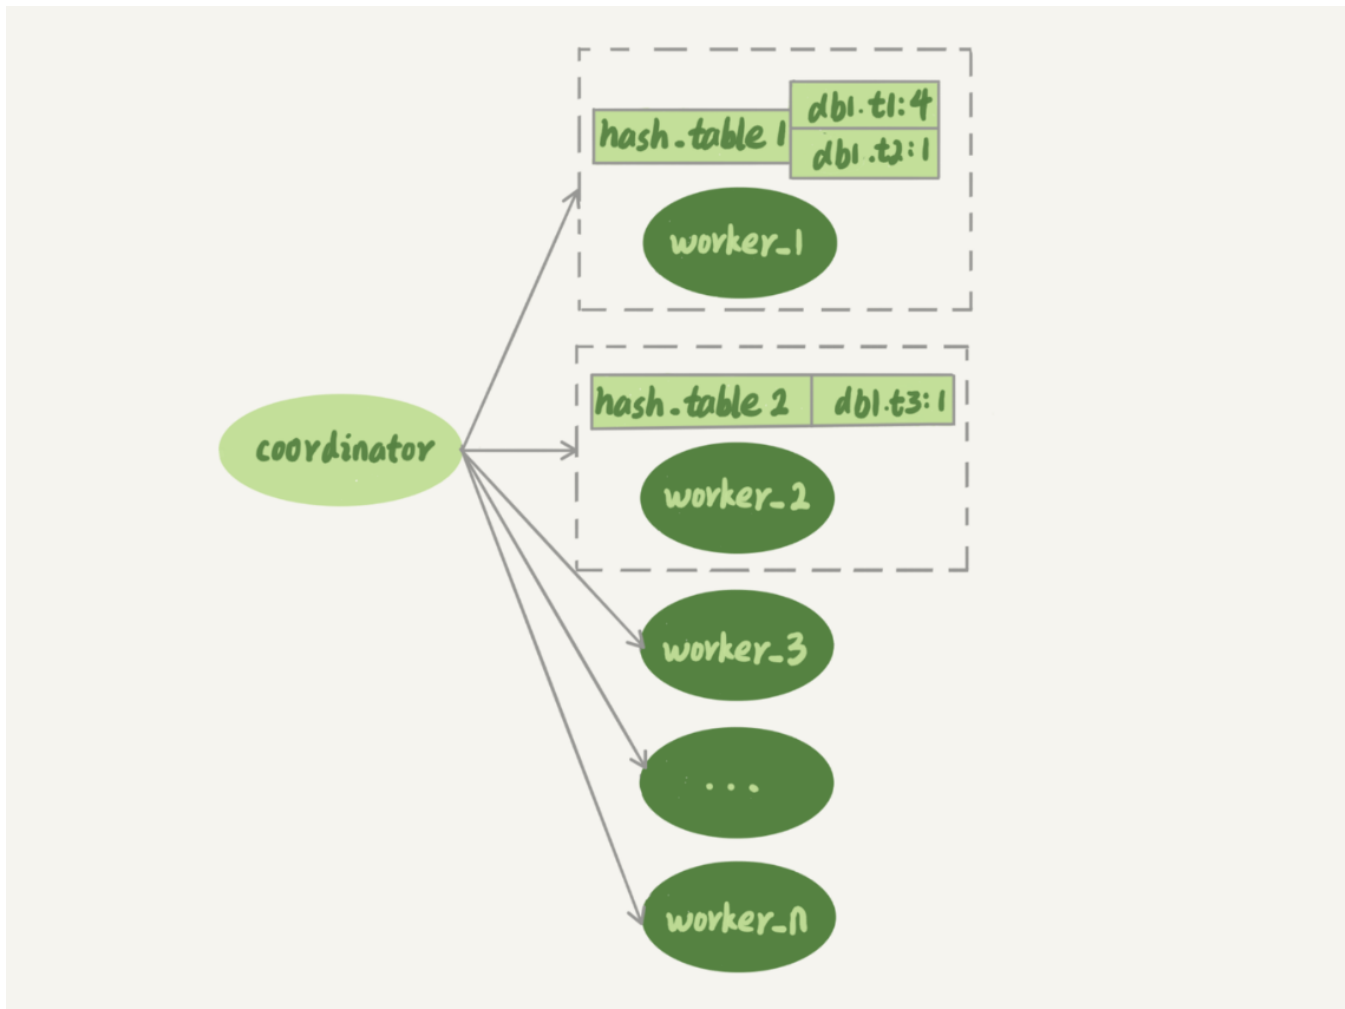 db1.t1:4
hash_table 1
db1.t2:1
worker_1
hash_table 2
db1.t3:1
coordinator
worker_2
worker_3
...
worker_n